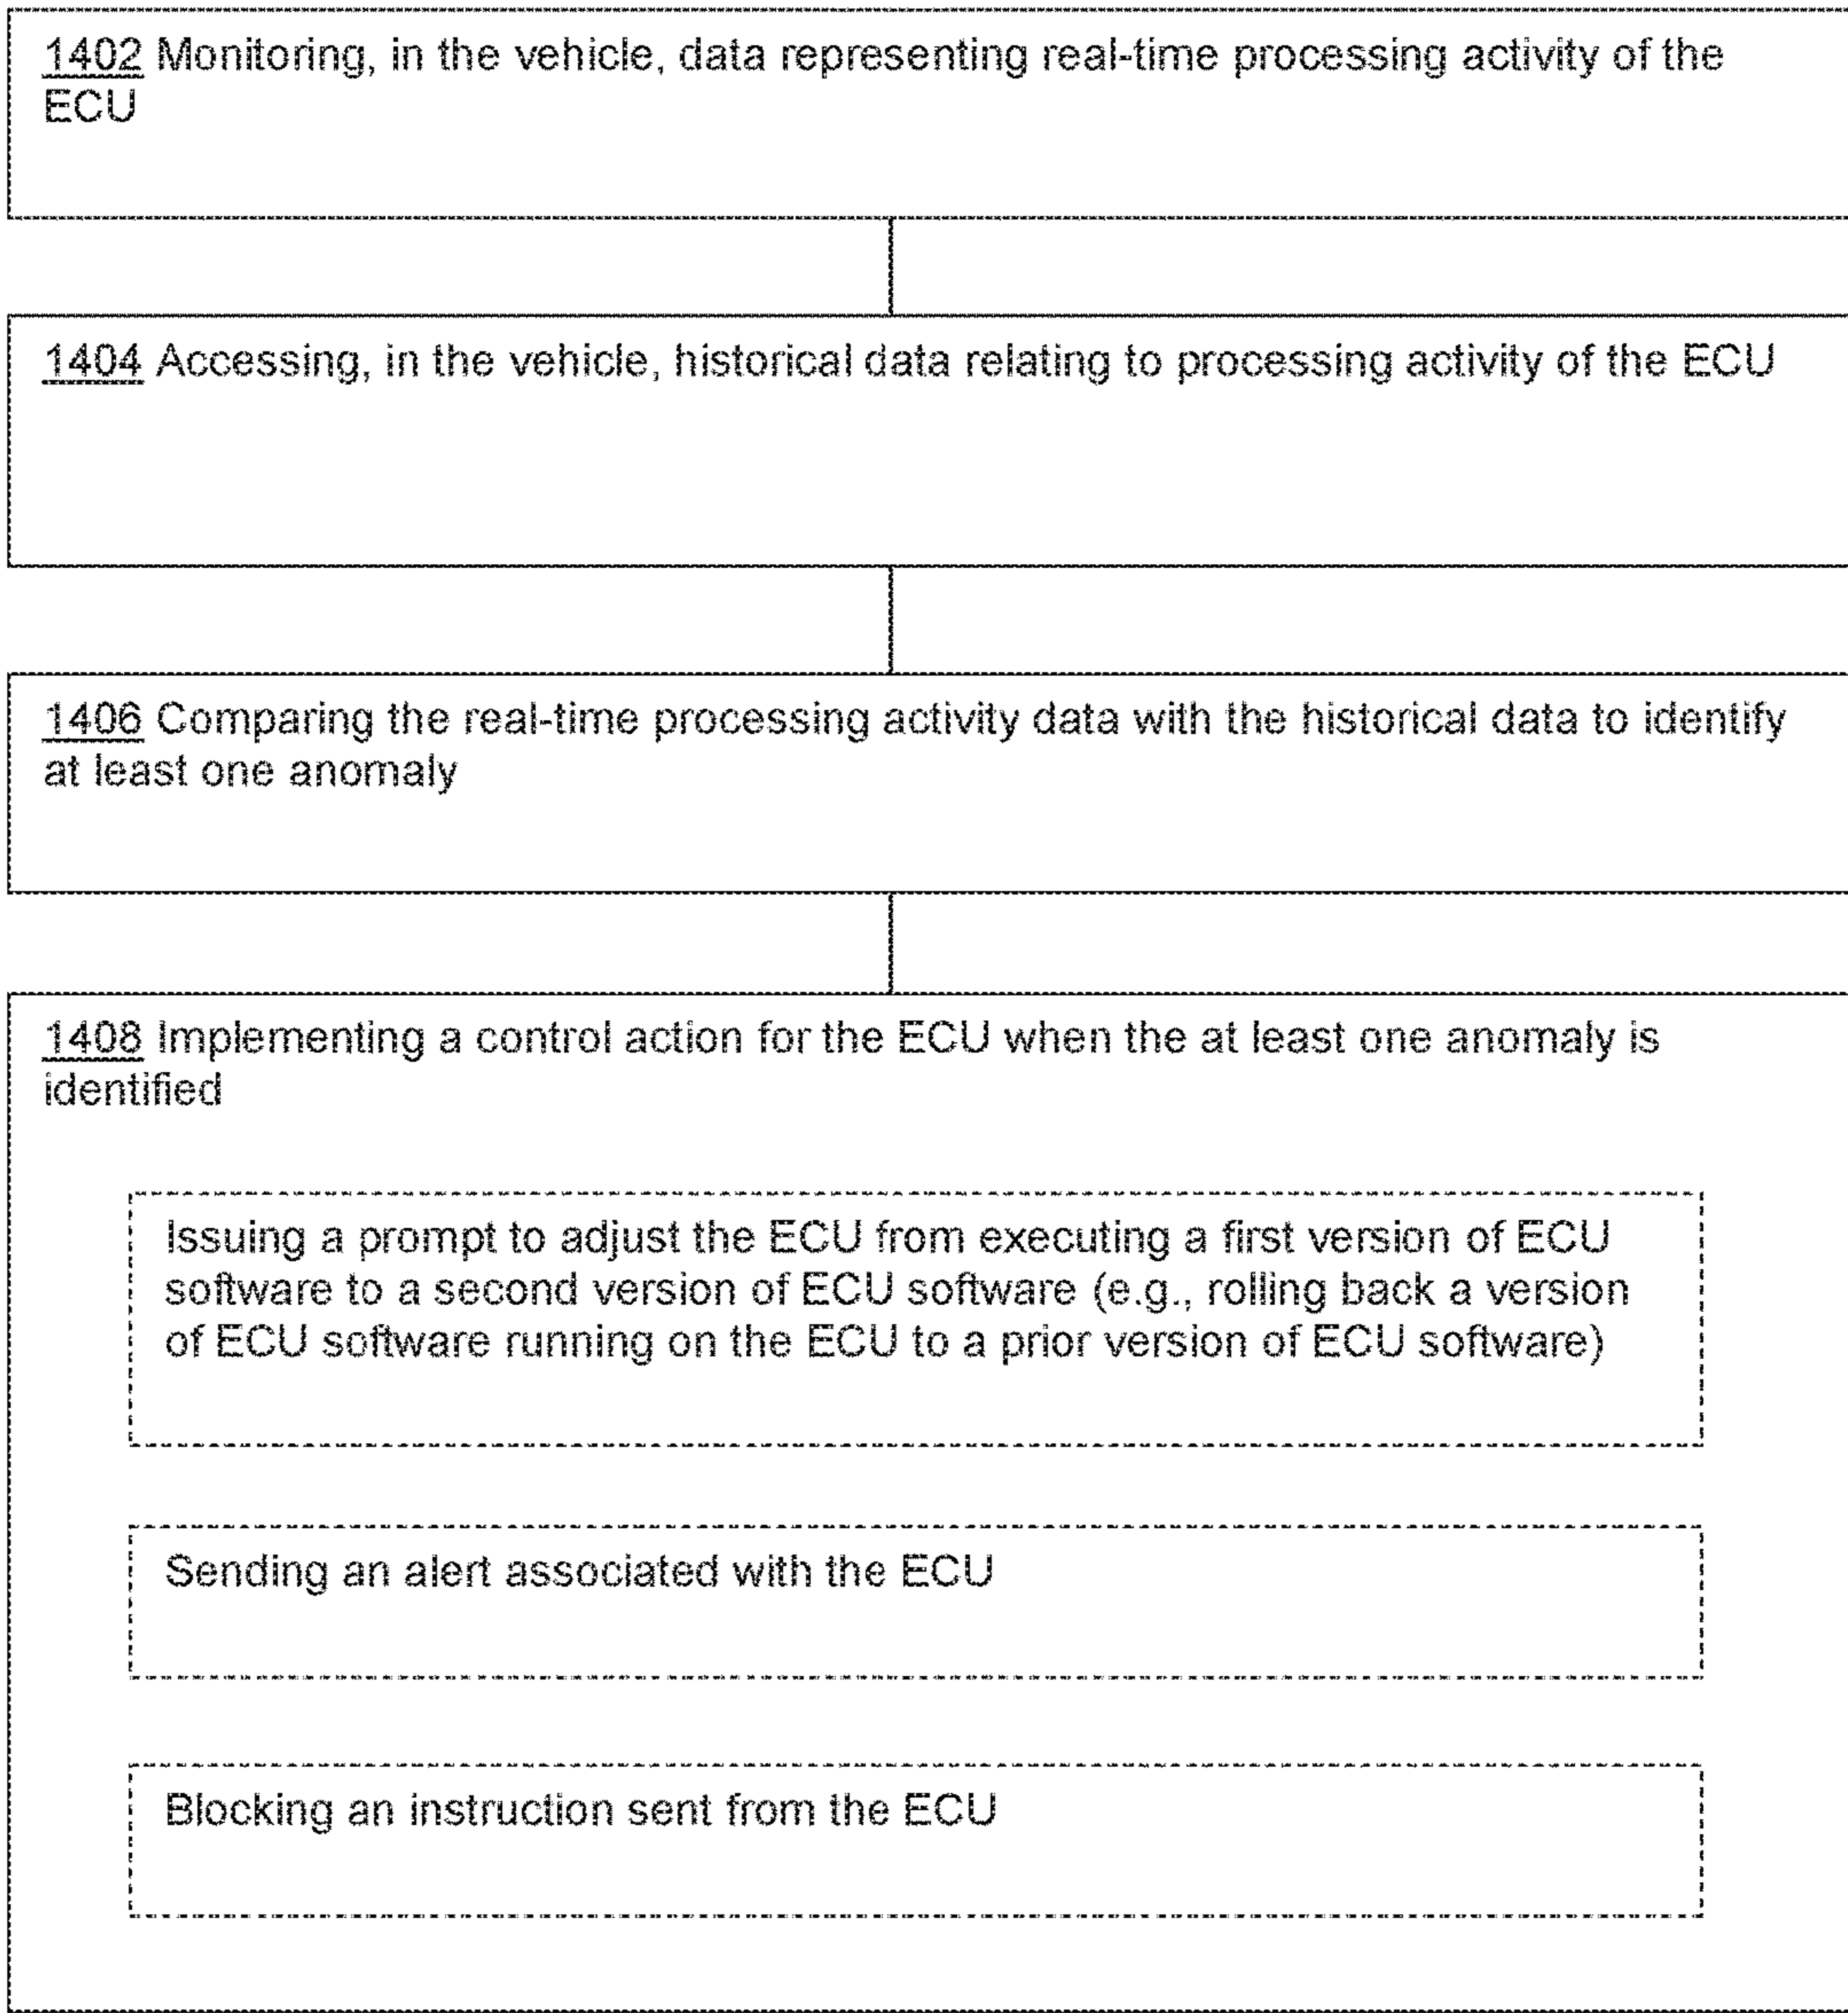 1402 Monitoring, in the vehicle, data representing real-time processing activity of the
ECU
1404 Accessing, in the vehicle, historical data relating to processing activity of the ECU
1406 Comparing the real-time processing activity data with the historical data to identify
at least one anomaly
1408 Implementing a control action for the ECU when the at least one anomaly is
identified
Issuing a prompt to adjust the ECU from executing a first version of ECU
software to a second version of ECU software (e.g., rolling back a version
of ECU software running on the ECU to a prior version of ECU software)
Sending an alert associated with the ECU
Blocking an instruction sent from the ECU